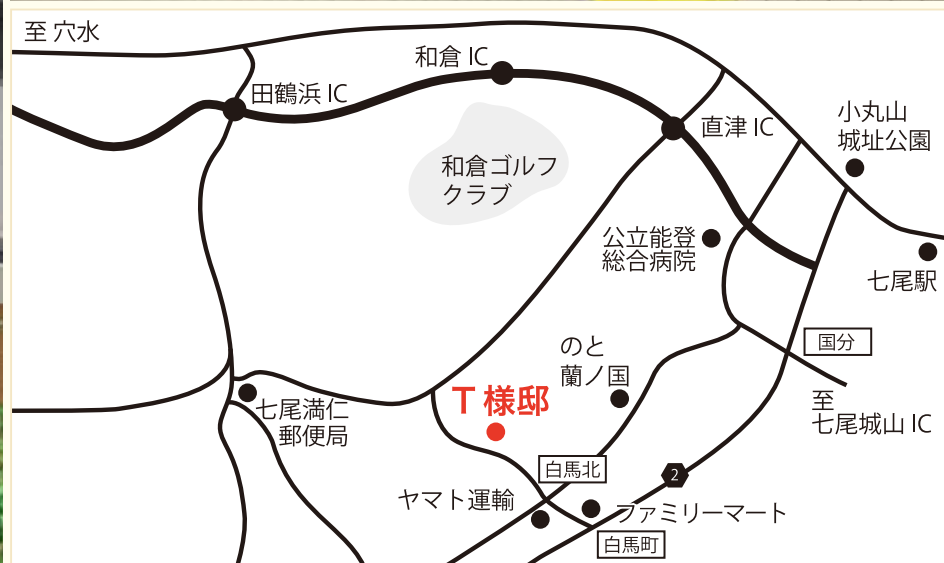 至 穴水
和倉 IC
田鶴浜 IC
直津 IC
小丸山
城址公園
和倉ゴルフ
クラブ
公立能登
総合病院
七尾駅
国分
のと
蘭ノ国
至
七尾城山 IC
T 様邸
七尾満仁
郵便局
白馬北
2
ヤマト運輸
ファミリーマート
白馬町